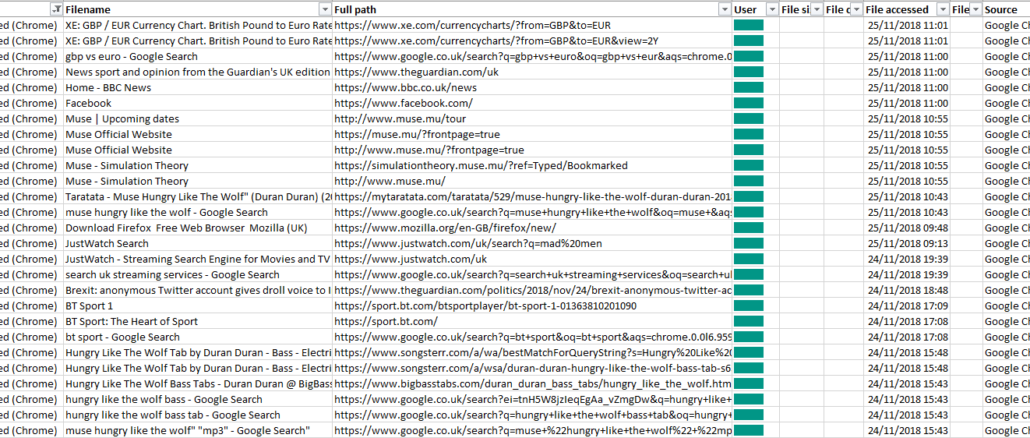 Filename Full path User File si File c File accessed File Source
ed (Chrome) XE: GBP / EUR Currency Chart. British Pound to Euro Rate https://www.xe.com/currencycharts/?from=GBP&to=EUR 25/11/2018 11:01 Google Ch
ed (Chrome) XE: GBP / EUR Currency Chart. British Pound to Euro Rate https://www.xe.com/currencycharts/?from=GBP&to=EUR&view=2Y 25/11/2018 11:01 Google Ch
ed (Chrome) gbp vs euro - Google Search https://www.google.co.uk/search?q=gbp+vs+euro&oq=gbp+vs+eur&aqs=chrome.0 25/11/2018 11:00 Google Ch
ed (Chrome) News sport and opinion from the Guardian's UK edition https://www.theguardian.com/uk 25/11/2018 11:00 Google Ch
ed (Chrome) Home - BBC News https://www.bbc.co.uk/news 25/11/2018 11:00 Google Ch
ed (Chrome) Facebook https://www.facebook.com/ 25/11/2018 11:00 Google Ch
ed (Chrome) Muse | Upcoming dates http://www.muse.mu/tour 25/11/2018 10:55 Google Ch
ed (Chrome) Muse Official Website https://muse.mu/?frontpage=true 25/11/2018 10:55 Google Ch
ed (Chrome) Muse Official Website http://www.muse.mu/?frontpage=true 25/11/2018 10:55 Google Ch
ed (Chrome) Muse - Simulation Theory https://simulationtheory.muse.mu/?ref=Typed/Bookmarked 25/11/2018 10:55 Google Ch
ed (Chrome) Muse - Simulation Theory http://www.muse.mu/ 25/11/2018 10:55 Google Ch
ed (Chrome) Taratata - Muse Hungry Like The Wolf" (Duran Duran) (20 https://mytaratata.com/taratata/529/muse-hungry-like-the-wolf-duran-duran-201 25/11/2018 10:43 Google Ch
ed (Chrome) muse hungry like the wolf - Google Search https://www.google.co.uk/search?q=muse+hungry+like+the+wolf&oq=muse+&aqs 25/11/2018 10:43 Google Ch
ed (Chrome) Download Firefox Free Web Browser Mozilla (UK) https://www.mozilla.org/en-GB/firefox/new/ 25/11/2018 09:48 Google Ch
ed (Chrome) JustWatch Search https://www.justwatch.com/uk/search?q=mad%20men 25/11/2018 09:13 Google Ch
ed (Chrome) JustWatch - Streaming Search Engine for Movies and TV https://www.justwatch.com/uk 24/11/2018 19:39 Google Ch
ed (Chrome) search uk streaming services - Google Search https://www.google.co.uk/search?q=search+uk+streaming+services&oq=search+u 24/11/2018 19:39 Google Ch
ed (Chrome) Brexit: anonymous Twitter account gives droll voice to https://www.theguardian.com/politics/2018/nov/24/brexit-anonymous-twitter-ac 24/11/2018 18:48 Google Ch
ed (Chrome) BT Sport 1 https://sport.bt.com/btsportplayer/bt-sport-1-01363810201090 24/11/2018 17:09 Google Ch
ed (Chrome) BT Sport: The Heart of Sport https://sport.bt.com/ 24/11/2018 17:08 Google Ch
ed (Chrome) bt sport - Google Search https://www.google.co.uk/search?q=bt+sport&oq=bt+sport&aqs=chrome.0.0l6.959 24/11/2018 17:08 Google Ch
ed (Chrome) Hungry Like The Wolf Tab by Duran Duran - Bass - Electri https://www.songsterr.com/a/wa/bestMatchForQueryString?s=Hungry%20Like%20 24/11/2018 15:48 Google Ch
ed (Chrome) Hungry Like The Wolf Tab by Duran Duran - Bass - Electri https://www.songsterr.com/a/wsa/duran-duran-hungry-like-the-wolf-bass-tab-s6 24/11/2018 15:48 Google Ch
ed (Chrome) Hungry Like The Wolf Bass Tabs - Duran Duran @ BigBass https://www.bigbasstabs.com/duran_duran_bass_tabs/hungry_like_the_wolf.htm 24/11/2018 15:43 Google Ch
ed (Chrome) hungry like the wolf bass - Google Search https://www.google.co.uk/search?ei=tnH5W8jzIeqEgAa_vZmgDw&q=hungry+like+ 24/11/2018 15:43 Google Ch
ed (Chrome) hungry like the wolf bass tab - Google Search https://www.google.co.uk/search?q=hungry+like+the+wolf+bass+tab&oq=hungry+ 24/11/2018 15:43 Google Ch
ed (Chrome) muse hungry like the wolf" "mp3" - Google Search" https://www.google.co.uk/search?q=muse+%22hungry+like+the+wolf%22+%22mp 24/11/2018 15:43 Google Ch